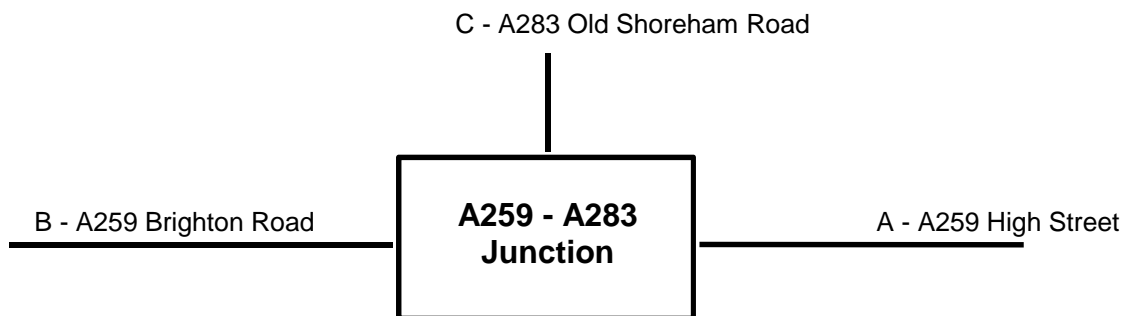 C - A283 Old Shoreham Road
B - A259 Brighton Road
A259 - A283
Junction
A - A259 High Street